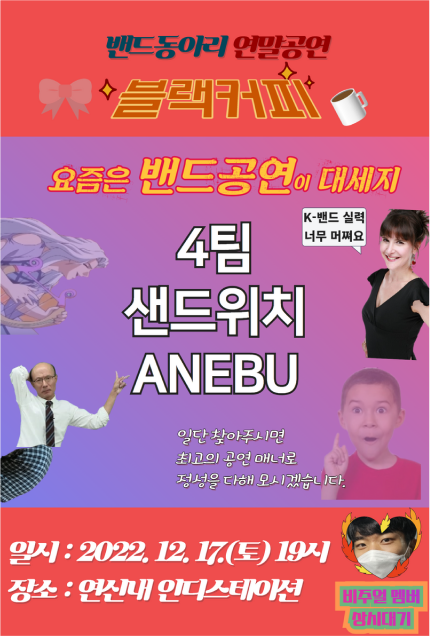 밴드동아리 연말공연
블랙커피
요즘은 밴드공연이 대세지
K-밴드 실력
너무 머쪄요
4팀
샌드위치
ANEBU
일단 찾아주시면
최고의 공연 매너로
정성을 다해 모시겠습니다.
일시 : 2022. 12. 17.(토) 19시
장소 : 연신내 인디스테이션
비주얼 멤버
상시대기